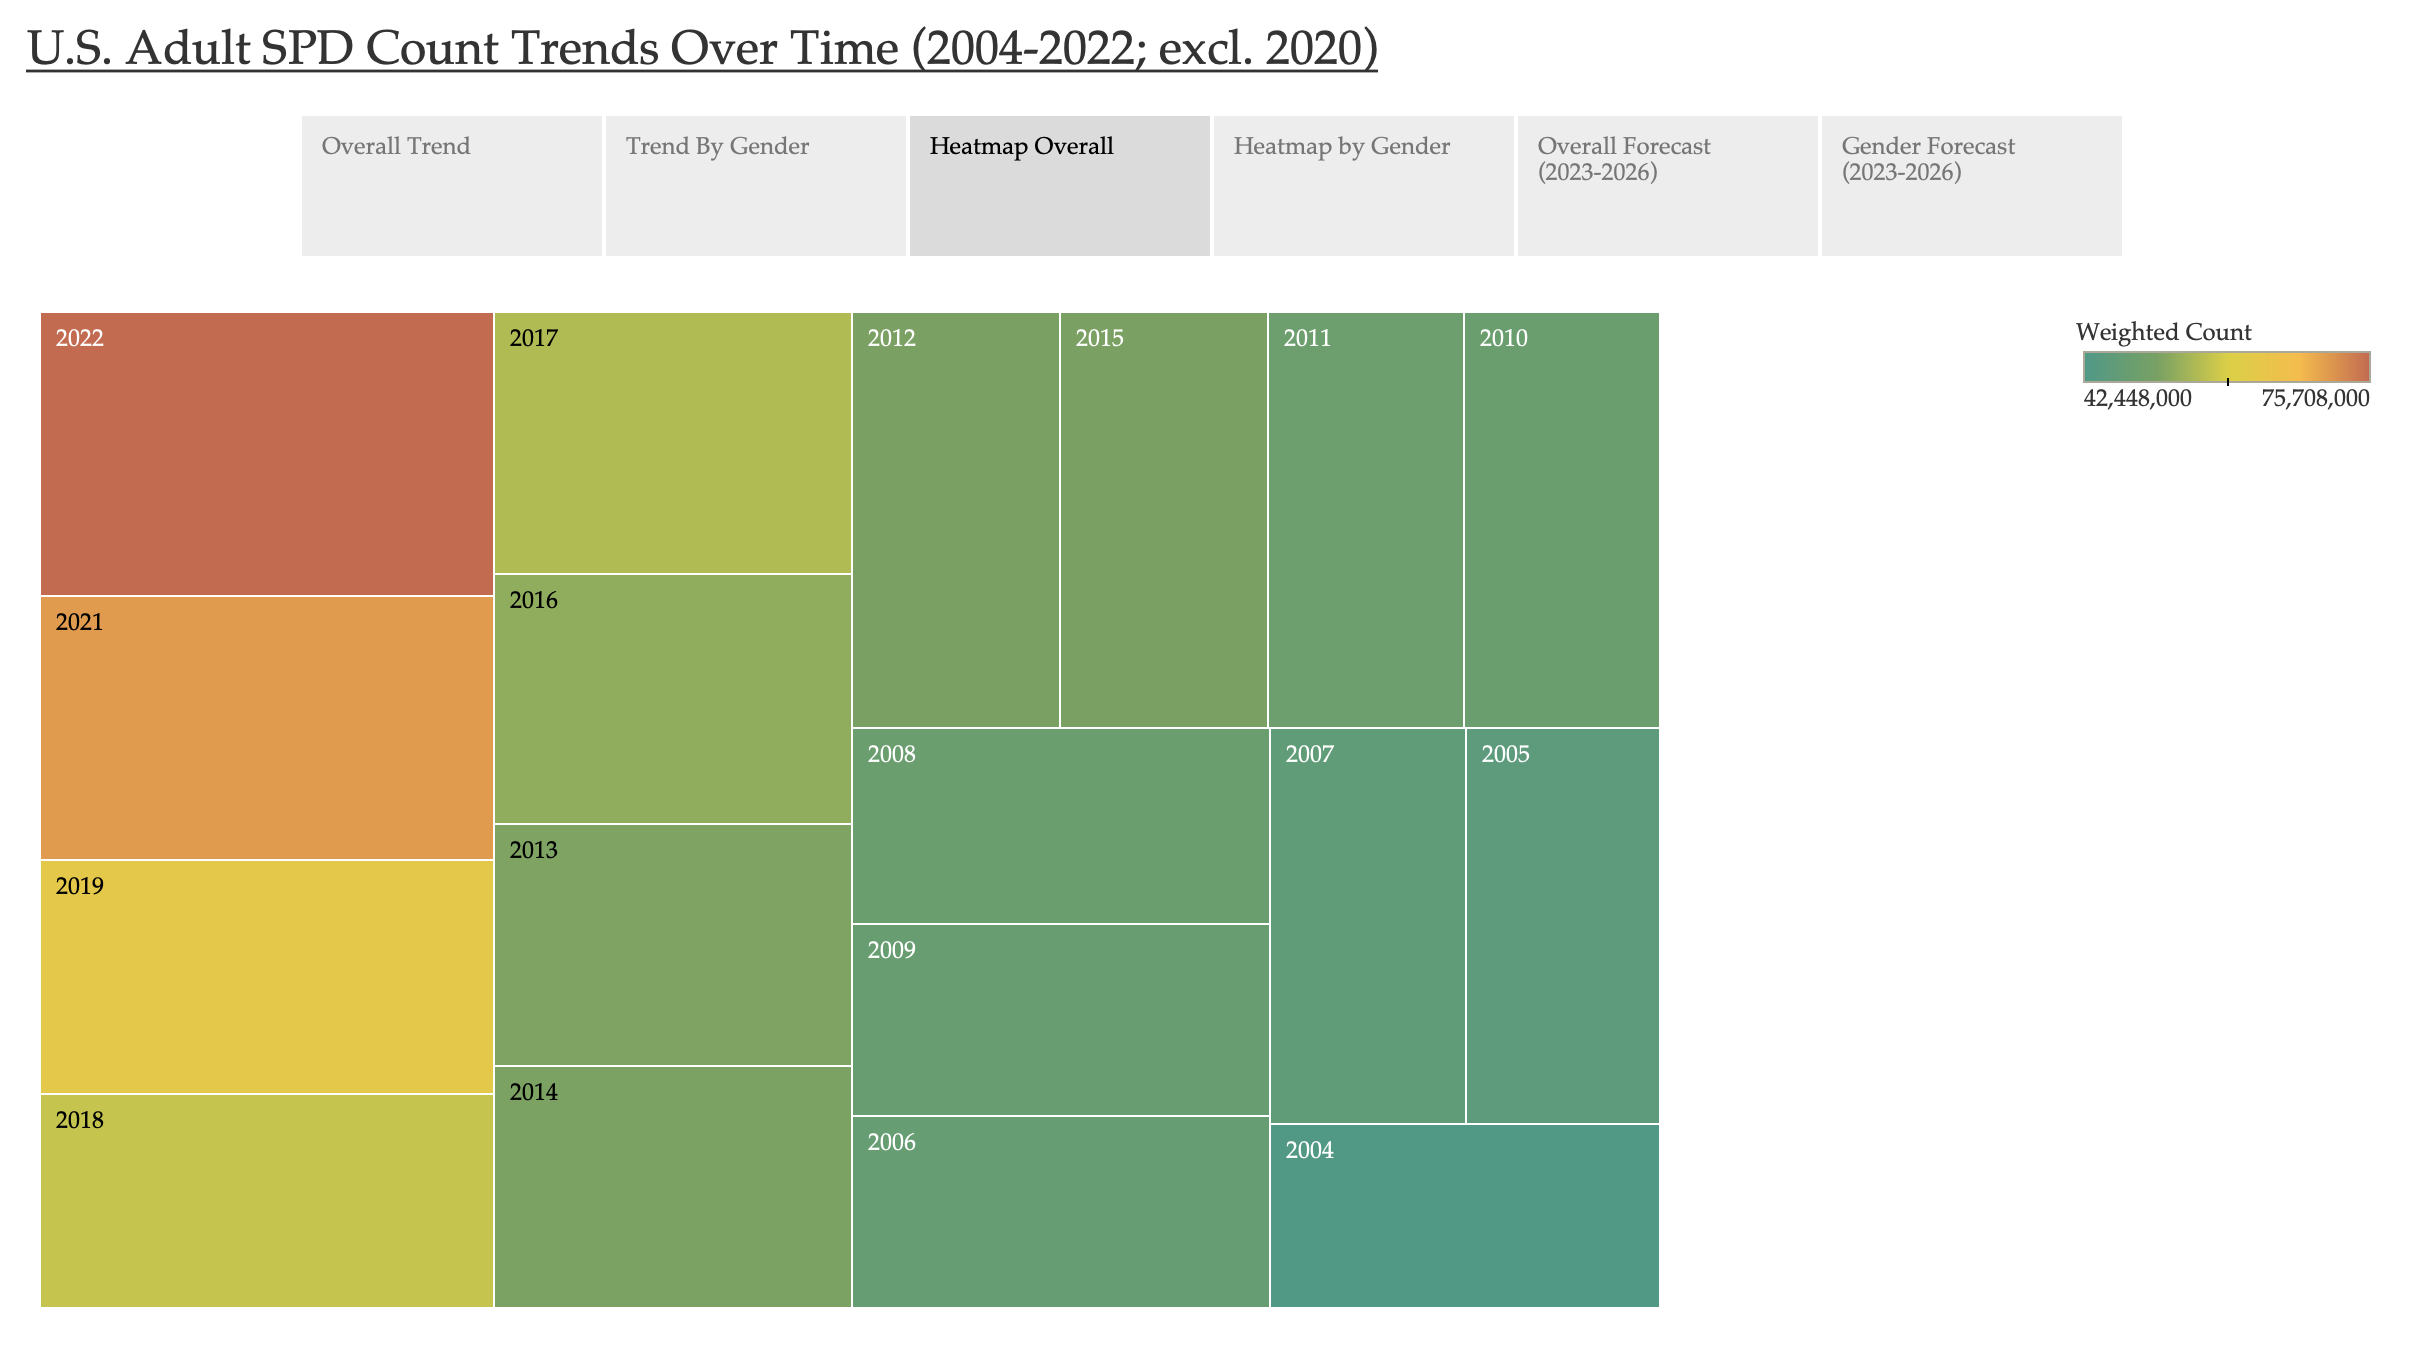 U.S. Adult SPD Count Trends Over Time (2004-2022; excl. 2020)
Overall Trend
Trend By Gender
Heatmap Overall
Heatmap by Gender
Overall Forecast
(2023-2026)
Gender Forecast
(2023-2026)
2022
2017
2012
2015
2011
2010
Weighted Count
42,448,000
75,708,000
2016
2021
2008
2007
2005
2013
2019
2009
2014
2018
2006
2004